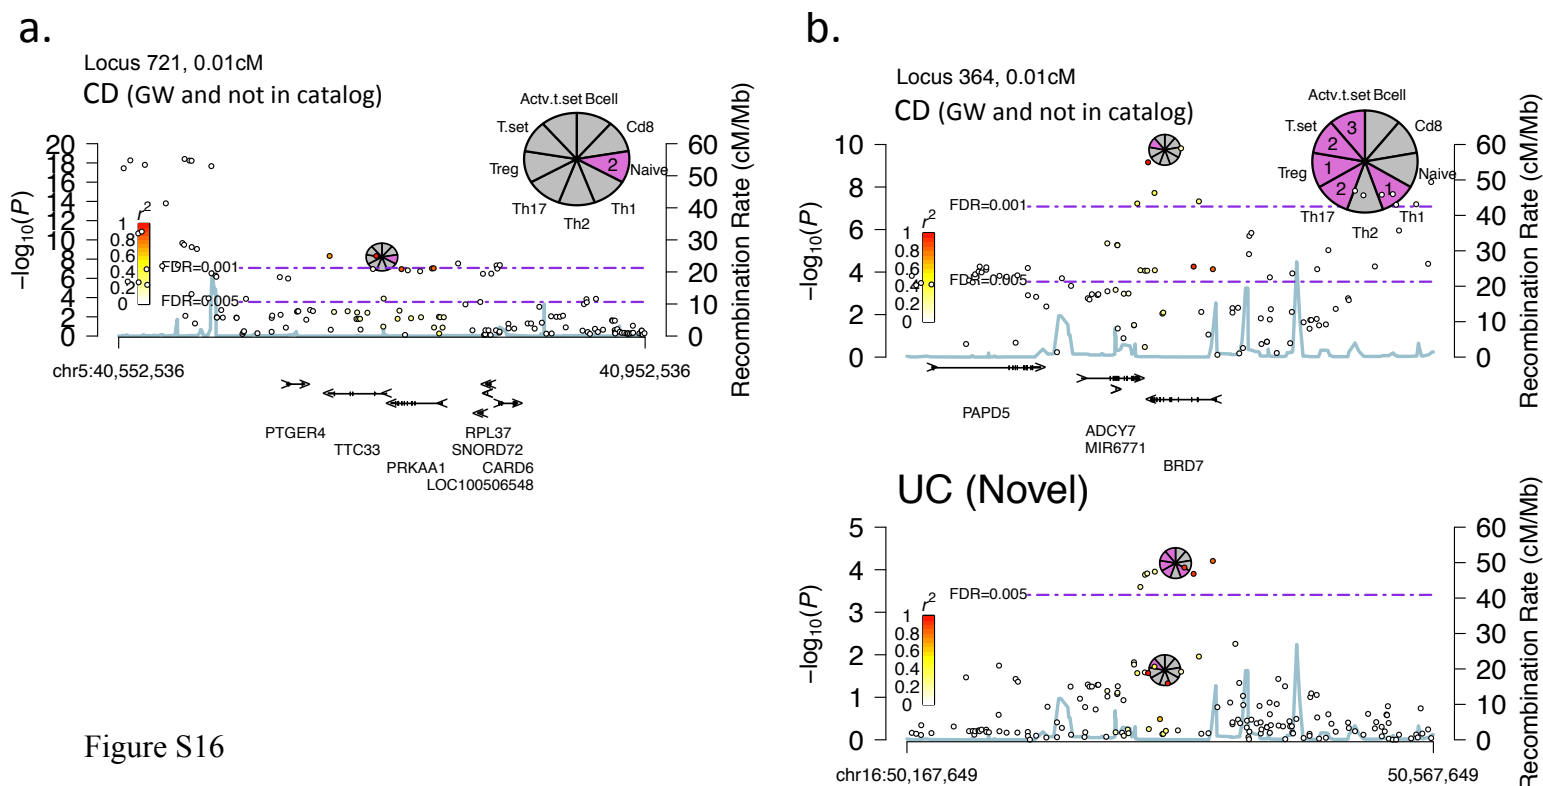 a.
Locus 721, 0.01cM
CD (GW and not in catalog)
Actv.t.set Bcell
T.set Cd8
Treg 2 Naive
Th17 Th1
Th2
−log10(P)
20
18
16
14
12
10
8
6
4
2
0
r2
1
0.8
0.6
0.4
0.2
0
FDR=0.001
FDR=0.005
60
50
40
30
20
10
0
Recombination Rate (cM/Mb)
chr5:40,552,536 40,952,536
PTGER4 RPL37
TTC33 SNORD72
PRKAA1 CARD6
LOC100506548
Figure S16
b.
Locus 364, 0.01cM
CD (GW and not in catalog)
Actv.t.set Bcell
T.set 3 Cd8
2
Treg 1 Naive
2 1
Th17 Th1
Th2
−log10(P)
10
8
6
4
2
0
r2
1
0.8
0.6
0.4
0.2
0
FDR=0.001
FDR=0.005
60
50
40
30
20
10
0
Recombination Rate (cM/Mb)
PAPD5
ADCY7
MIR6771
BRD7
UC (Novel)
−log10(P)
5
4
3
2
1
0
r2
1
0.8
0.6
0.4
0.2
0
FDR=0.005
60
50
40
30
20
10
0
Recombination Rate (cM/Mb)
chr16:50,167,649 50,567,649